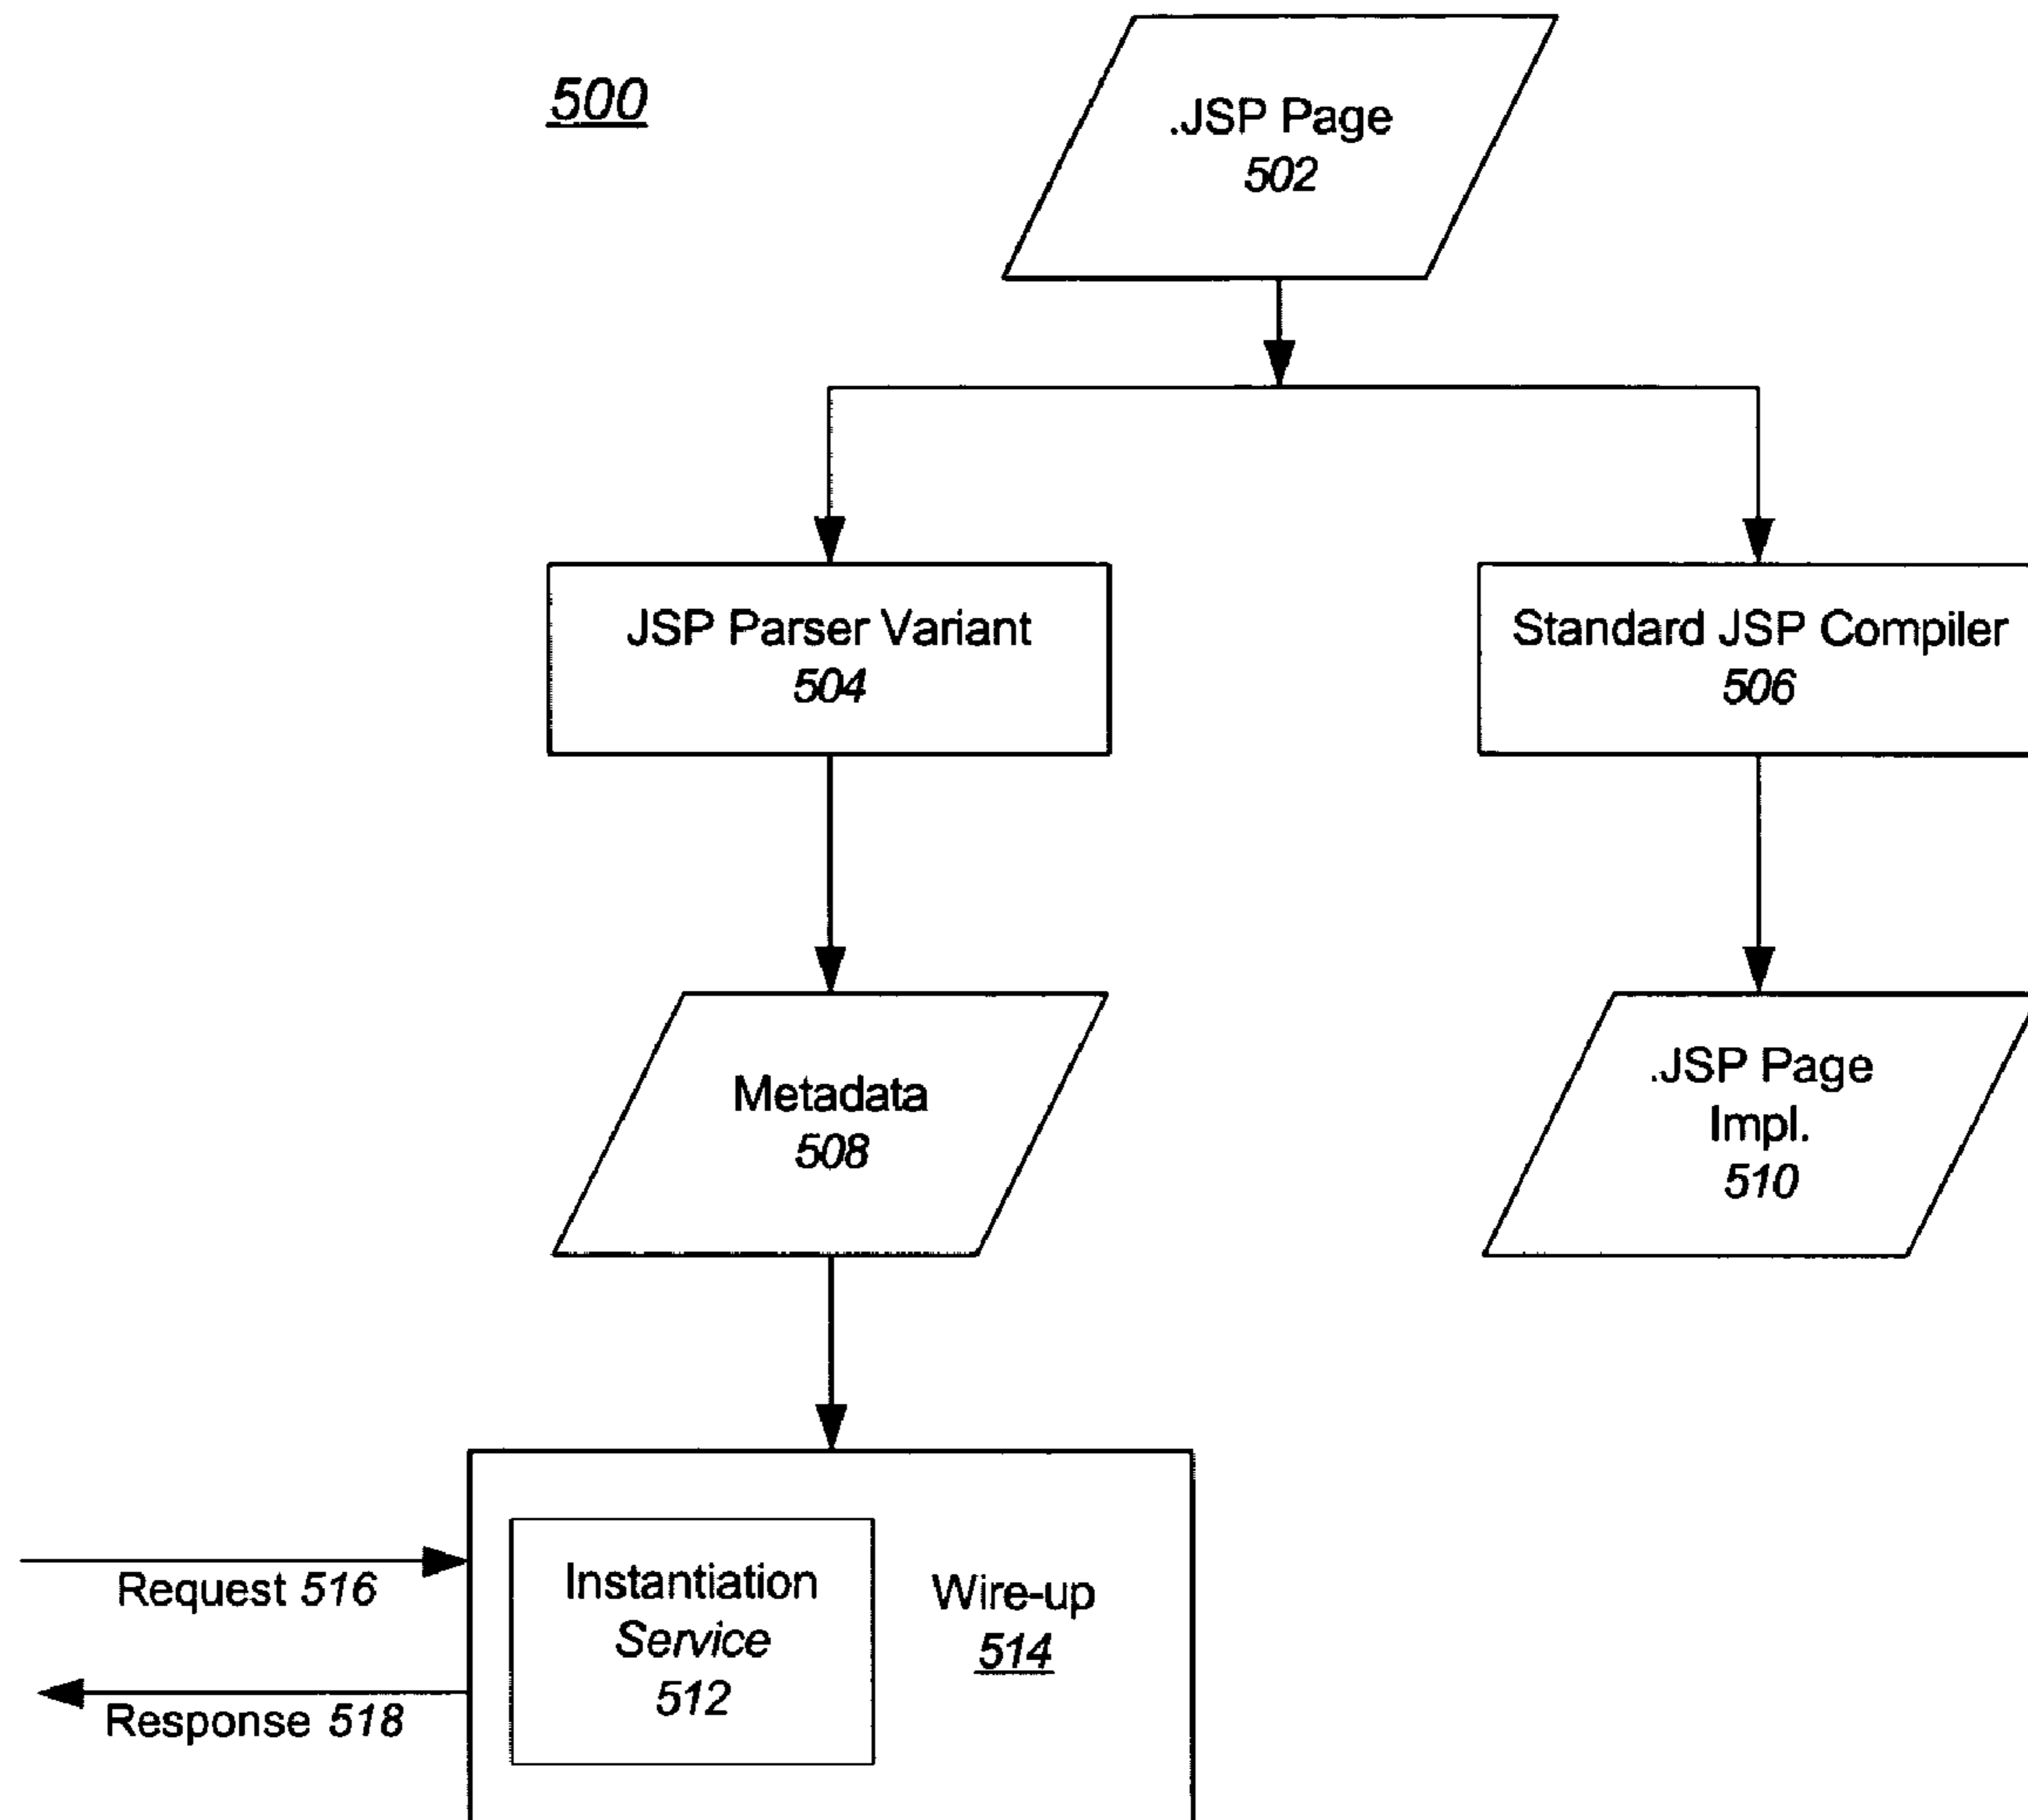 500
.JSP Page
502
JSP Parser Variant
504
Standard JSP Compiler
506
Metadata
508
.JSP Page
Impl.
510
Request 516
Response 518
Instantiation
Service
512
Wire-up
514